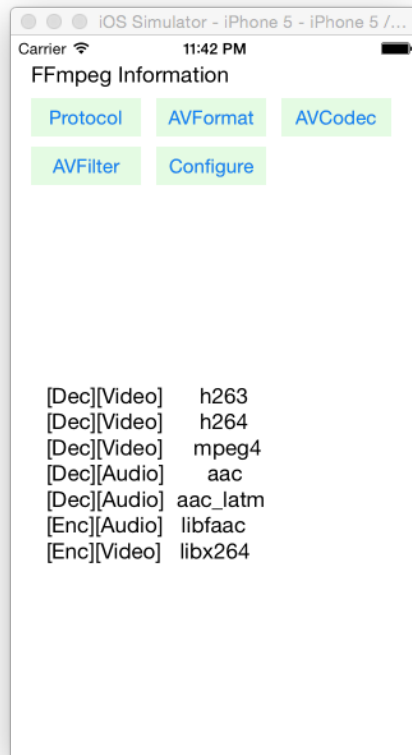 iOS Simulator - iPhone 5 - iPhone 5 /...
Carrier 11:42 PM
FFmpeg Information
Protocol AVFormat AVCodec
AVFilter Configure
[Dec][Video] h263
[Dec][Video] h264
[Dec][Video] mpeg4
[Dec][Audio] aac
[Dec][Audio] aac_latm
[Enc][Audio] libfaac
[Enc][Video] libx264